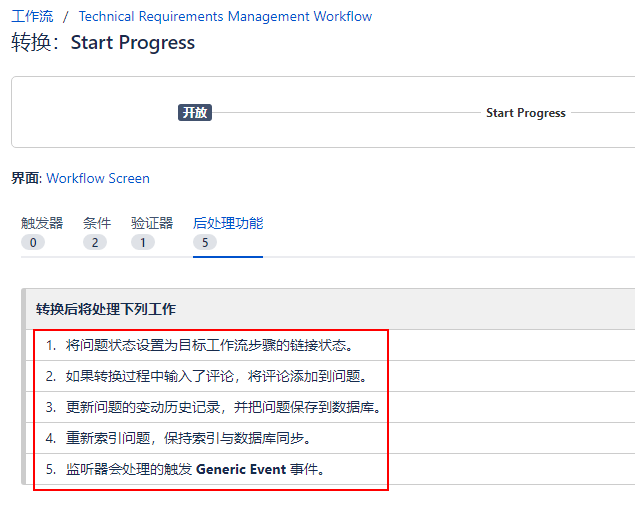 工作流 / Technical Requirements Management Workflow
转换：Start Progress
开放 Start Progress
界面: Workflow Screen
触发器 条件 验证器 后处理功能
0 2 1 5
转换后将处理下列工作
1. 将问题状态设置为目标工作流步骤的链接状态。
2. 如果转换过程中输入了评论，将评论添加到问题。
3. 更新问题的变动历史记录，并把问题保存到数据库。
4. 重新索引问题，保持索引与数据库同步。
5. 监听器会处理的触发 Generic Event 事件。